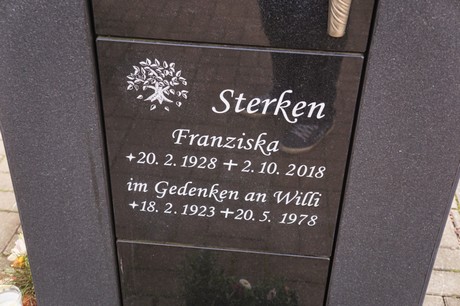 Sterken
Franziska
+20. 2. 1928 + 2. 10. 2018
im Gedenken an Willi
+18. 2. 1923 +20. 5. 1978